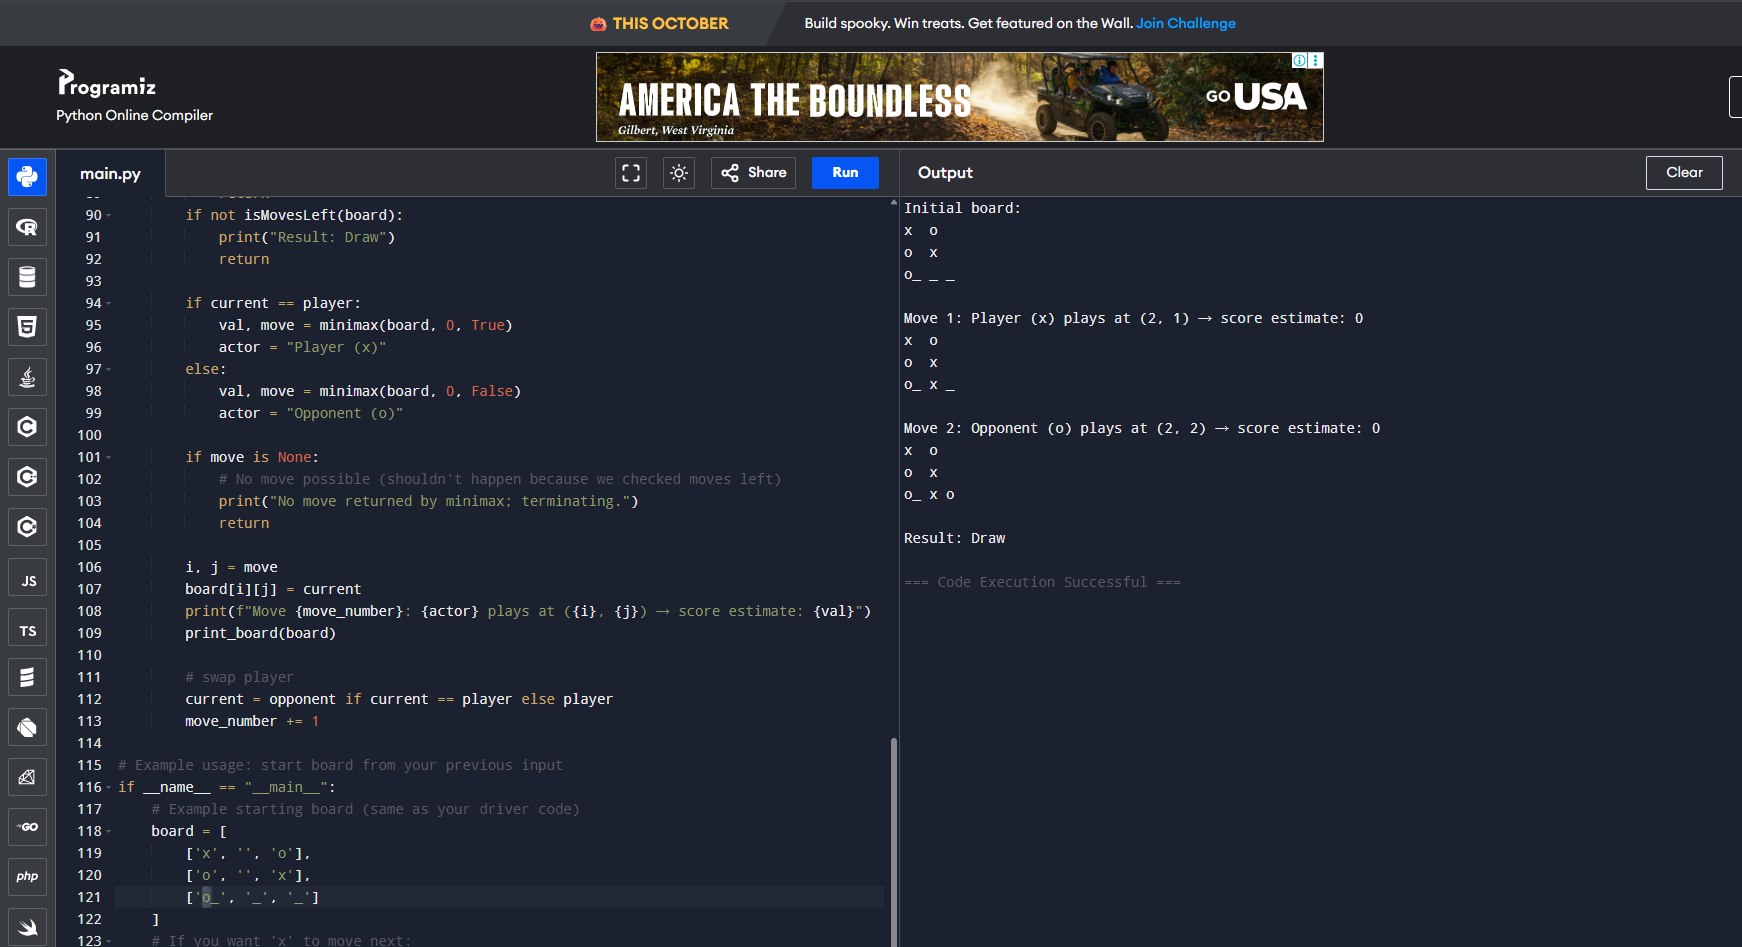 THIS OCTOBER
Build spooky. Win treats. Get featured on the Wall. Join Challenge
Programiz
Python Online Compiler
AMERICA THE BOUNDLESS
Gilbert, West Virginia
GO USA
main.py
Share
Run
Output
Clear
90 if not isMovesLeft(board):
91 print("Result: Draw")
92 return
93
94 if current == player:
95 val, move = minimax(board, 0, True)
96 actor = "Player (x)"
97 else:
98 val, move = minimax(board, 0, False)
99 actor = "Opponent (o)"
100
101 if move is None:
102 # No move possible (shouldn't happen because we checked moves left)
103 print("No move returned by minimax; terminating.")
104 return
105
106 i, j = move
107 board[i][j] = current
108 print(f"Move {move_number}: {actor} plays at ({i}, {j}) → score estimate: {val}")
109 print_board(board)
110
111 # swap player
112 current = opponent if current == player else player
113 move_number += 1
114
115 # Example usage: start board from your previous input
116 if __name__ == "__main__":
117 # Example starting board (same as your driver code)
118 board = [
119 ['x', '', 'o'],
120 ['o', '', 'x'],
121 ['o_', '_', '_']
122 ]
123 # If you want 'x' to move next:
Initial board:
x  o
o  x
o_ _ _
Move 1: Player (x) plays at (2, 1) → score estimate: 0
x  o
o  x
o_ x _
Move 2: Opponent (o) plays at (2, 2) → score estimate: 0
x  o
o  x
o_ x o
Result: Draw
=== Code Execution Successful ===
JS
TS
GO
php